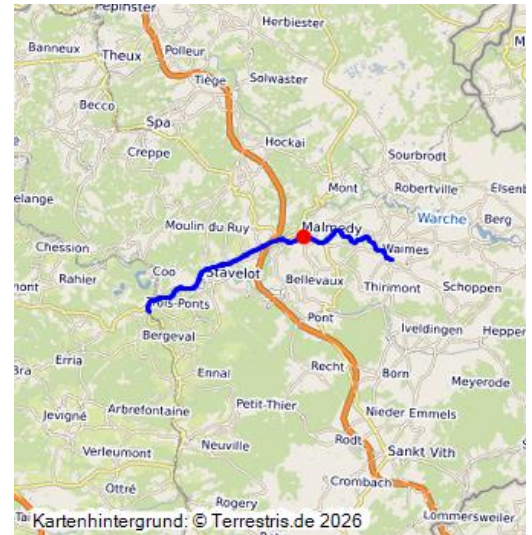 Pepinster
Herbiester
Banneux
Theux
Polleur
Tiège
Solwaster
Becco
Spa
Creppe
Hockai
Sourbrodt
Mont
Robertville
Elsenb
Malmedy
Warche
Berg
Moulin du Ruy
Waimes
Chession
Coo
Stavelot
Bellevaux
Thirimont
Schoppen
Rahier
mont
Trois-Ponts
Bergeval
Pont
Iveldingen
Hepper
Erria
Bra
Ennal
Recht
Born
Meyerode
Petit-Thier
Jevigné
Arbrefontaine
Nieder Emmels
Neuville
Rodt
Sankt Vith
Verleumont
Ottré
Crombach
Rogery
Lommersweiler
Kartenhintergrund: © Terrestris.de 2026